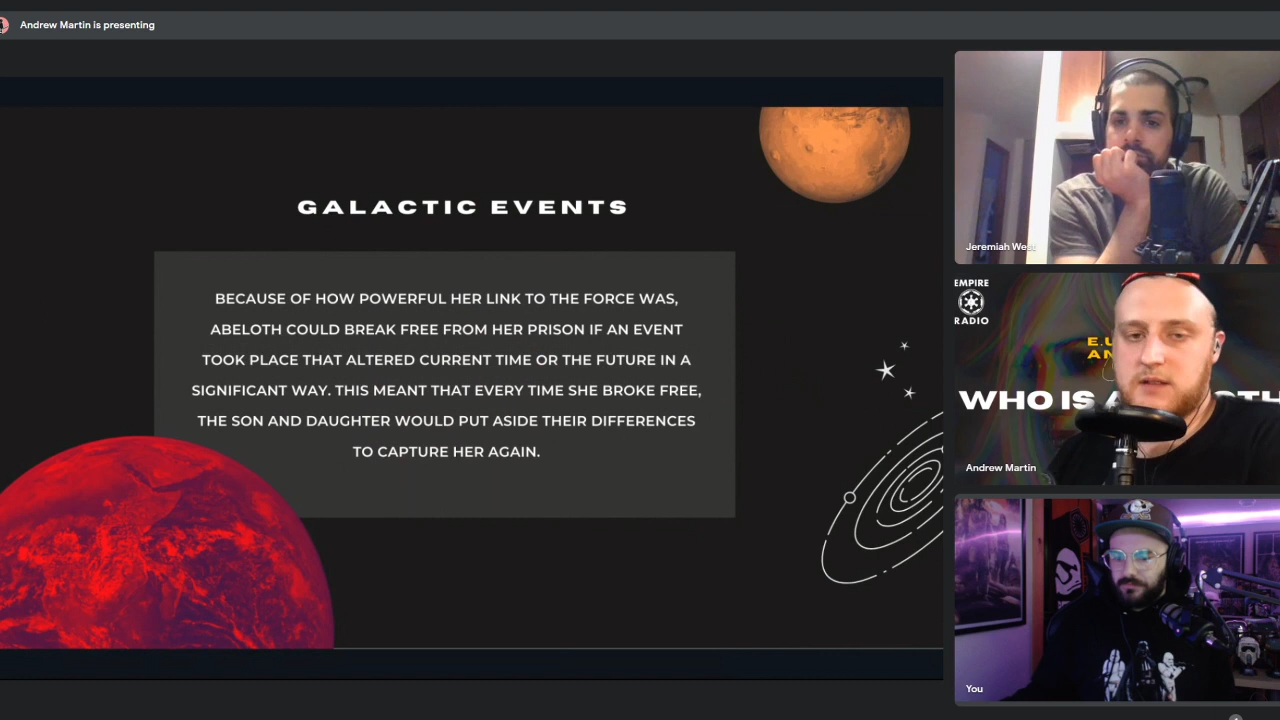 Andrew Martin is presenting
GALACTIC EVENTS
BECAUSE OF HOW POWERFUL HER LINK TO THE FORCE WAS,
ABELOTH COULD BREAK FREE FROM HER PRISON IF AN EVENT
TOOK PLACE THAT ALTERED CURRENT TIME OR THE FUTURE IN A
SIGNIFICANT WAY. THIS MEANT THAT EVERY TIME SHE BROKE FREE,
THE SON AND DAUGHTER WOULD PUT ASIDE THEIR DIFFERENCES
TO CAPTURE HER AGAIN.
Jeremiah West
EMPIRE
RADIO
E.U
AN
WHO IS A
TH
Andrew Martin
You